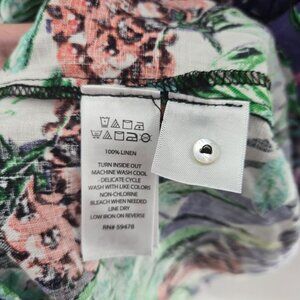 100% LINEN
TURN INSIDE OUT
MACHINE WASH COOL
- DELICATE CYCLE
WASH WITH LIKE COLORS
NON-CHLORINE
BLEACH WHEN NEEDED
LINE DRY
LOW IRON ON REVERSE
RN# 59478